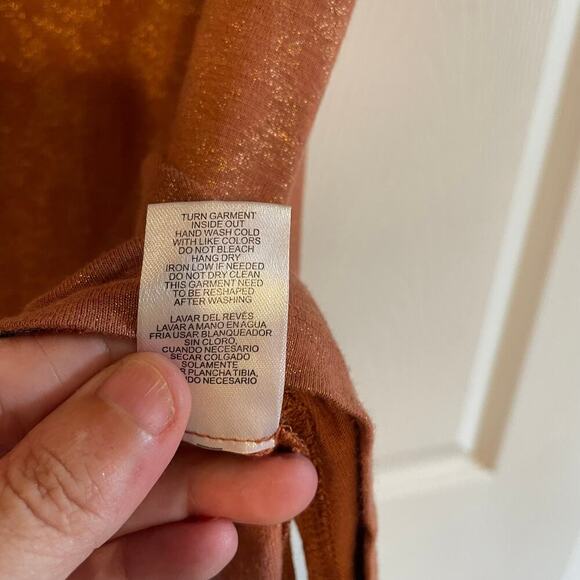 TURN GARMENT
INSIDE OUT
HAND WASH COLD
WITH LIKE COLORS
DO NOT BLEACH
HANG DRY
IRON LOW IF NEEDED
DO NOT DRY CLEAN
THIS GARMENT NEED
TO BE RESHAPED
AFTER WASHING
LAVAR DEL REVÉS
LAVAR A MANO EN AGUA
FRIA USAR BLANQUEADOR
SIN CLORO,
CUANDO NECESARIO
SECAR COLGADO
SOLAMENTE
PLANCHA TIBIA,
NECESARIO